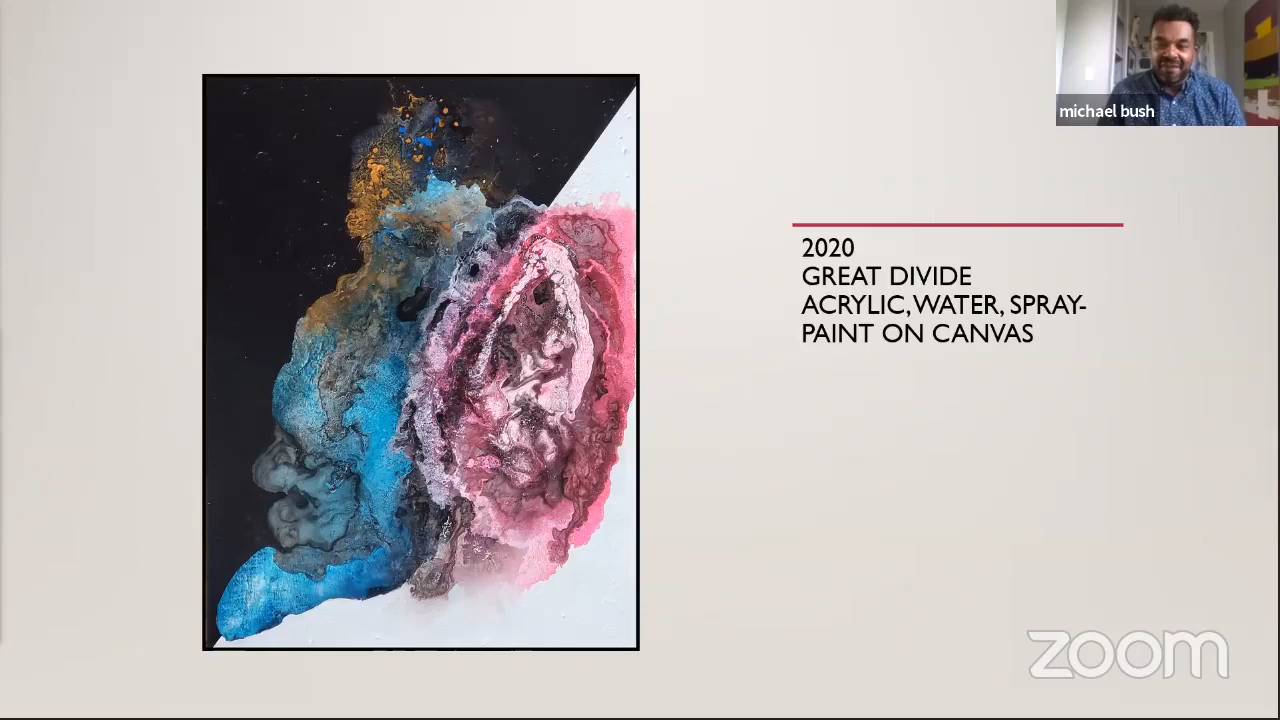 michael bush
2020
GREAT DIVIDE
ACRYLIC, WATER, SPRAY-
PAINT ON CANVAS
zoom